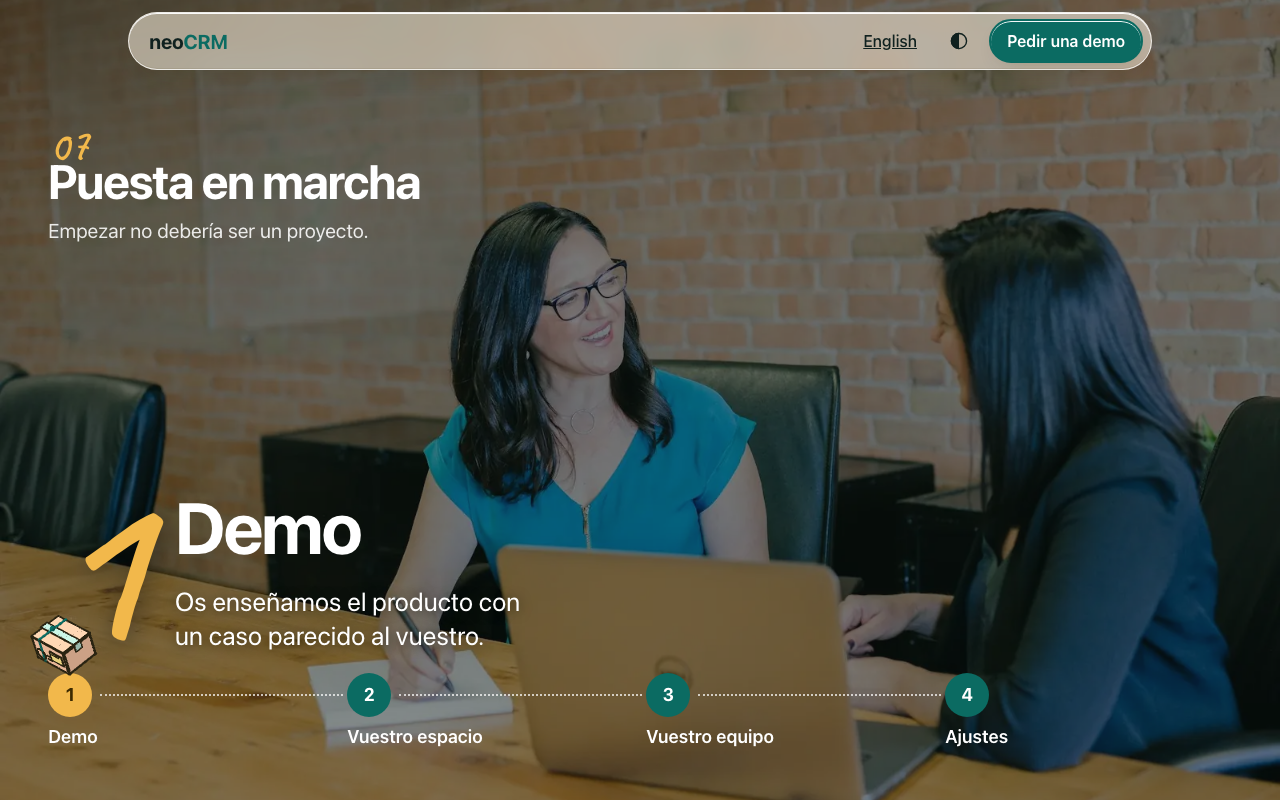 neoCRM
English
Pedir una demo
07
Puesta en marcha
Empezar no debería ser un proyecto.
1
Demo
Os enseñamos el producto con
un caso parecido al vuestro.
1
2
3
4
Demo
Vuestro espacio
Vuestro equipo
Ajustes